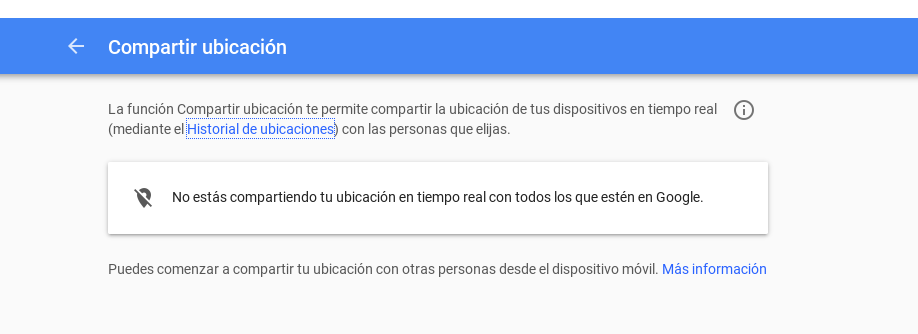 Compartir ubicación
La función Compartir ubicación te permite compartir la ubicación de tus dispositivos en tiempo real
(mediante el Historial de ubicaciones) con las personas que elijas.
No estás compartiendo tu ubicación en tiempo real con todos los que estén en Google.
Puedes comenzar a compartir tu ubicación con otras personas desde el dispositivo móvil. Más información